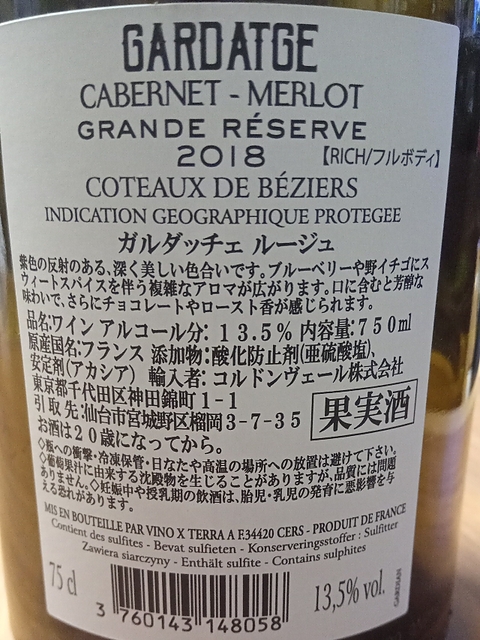 GARDATGE
CABERNET - MERLOT
GRANDE RÉSERVE
2018 【RICH/フルボディ】
COTEAUX DE BÉZIERS
INDICATION GEOGRAPHIQUE PROTEGEE
ガルダッチェ ルージュ
紫色の反射のある、深く美しい色合いです。ブルーベリーや野イチゴにス
ウィートスパイスを伴う複雑なアロマが広がります。口に含むと芳醇な
味わいで、さらにチョコレートやロースト香が感じられます。
品名:ワイン アルコール分: 13.5% 内容量:750ml
原産国名:フランス 添加物:酸化防止剤(亜硫酸塩)、
安定剤(アカシア) 輸入者: コルドンヴェール株式会社
東京都千代田区神田錦町1-1
引取先:仙台市宮城野区榴岡3-7-35
果実酒
お酒は20歳になってから。
◇瓶への衝撃・冷凍保管・日なたや高温の場所への放置は避けて下さい。
◇葡萄果汁に由来する沈殿物を生じることがありますが、品質には問題
ありません。◇妊娠中や授乳期の飲酒は、胎児・乳児の発育に悪影響を与
える恐れがあります。
MIS EN BOUTEILLE PAR VINO X TERRA A F.34420 CERS - PRODUIT DE FRANCE
Contient des sulfites - Bevat sulfieten - Konserveringsstoffer : Sulfitter
Zawiera siarczyny - Enthält sulfite - Contains sulphites
75 cl
13,5% vol.
3 760143 148058